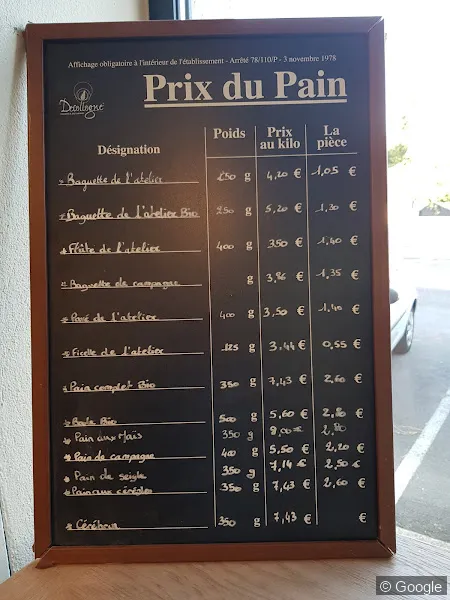 Affichage obligatoire à l'intérieur de l'établissement - Arrêté 78/110/P - 3 novembre 1978
Decollogne
Prix du Pain
Désignation Poids Prix au kilo La pièce
Baguette de l'atelier 250 g 4,20 € 1,05 €
Baguette de l'atelier Bio 250 g 5,20 € 1,30 €
Flûte de l'atelier 400 g 3,50 € 1,40 €
Baguette de campagne g 3,86 € 1,35 €
Pavé de l'atelier 400 g 3,50 € 1,40 €
Ficelle de l'atelier 125 g 3,44 € 0,55 €
Pain complet Bio 350 g 7,43 € 2,60 €
Boule Bio 500 g 5,60 € 2,80 €
Pain aux Maïs 350 g 8,00 € 2,80
Pain de campagne 400 g 5,50 € 2,20 €
Pain de seigle 350 g 7,14 € 2,50 €
Pain aux céréales 350 g 7,43 € 2,60 €
Cérébrun 350 g 7,43 € €
© Google